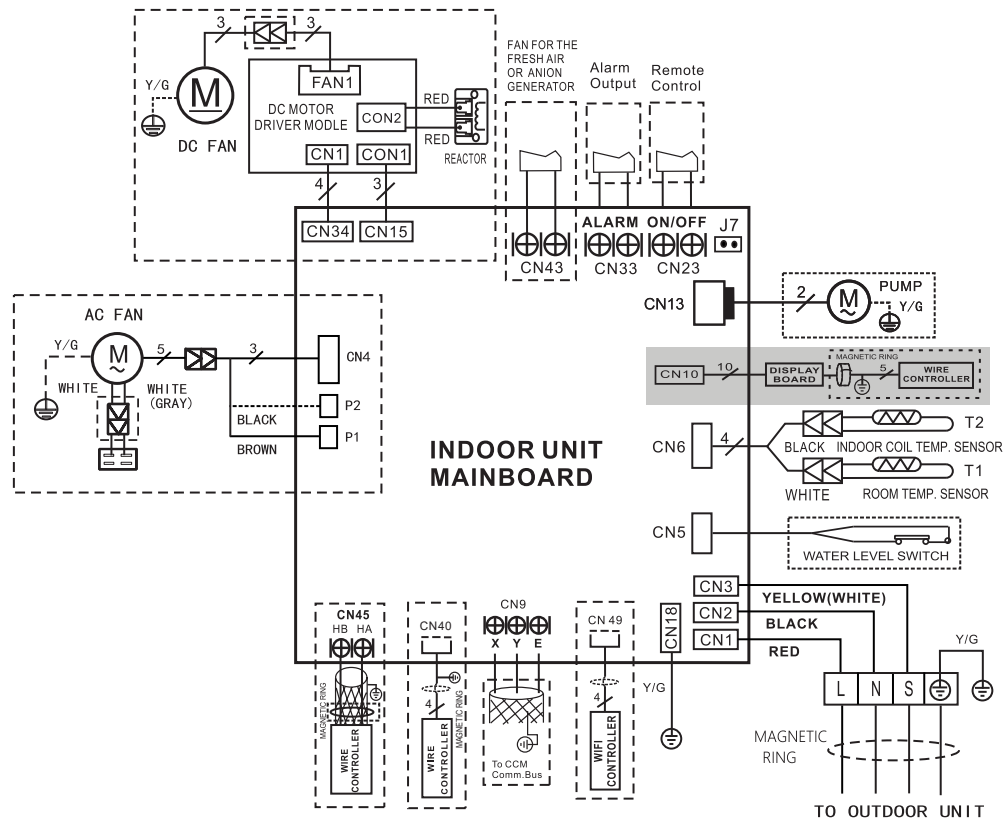 3
3
FAN1
Y/G
M
DC MOTOR
DRIVER MODLE
CON2
RED
RED
REACTOR
DC FAN
CN1
CON1
4
3
CN34
CN15
FAN FOR THE
FRESH AIR
OR ANION
GENERATOR
Alarm
Output
Remote
Control
ALARM
ON/OFF
J7
CN43
CN33
CN23
CN13
2
M
~
PUMP
Y/G
AC FAN
Y/G
M
~
5
3
CN4
WHITE
WHITE
(GRAY)
P2
BLACK
P1
BROWN
CN10
10
DISPLAY
BOARD
MAGNETIC RING
5
WIRE
CONTROLLER
INDOOR UNIT
MAINBOARD
CN6
4
T2
BLACK
INDOOR COIL TEMP. SENSOR
T1
WHITE
ROOM TEMP. SENSOR
CN5
WATER LEVEL SWITCH
CN3
YELLOW(WHITE)
CN2
BLACK
CN1
RED
CN18
Y/G
CN45
HB HA
MAGNETIC RING
WIRE
CONTROLLER
CN40
4
MAGNETIC RING
WIRE
CONTROLLER
CN9
X Y E
To CCM
Comm.Bus
CN 49
4
WIFI
CONTROLLER
Y/G
L N S
MAGNETIC
RING
TO OUTDOOR UNIT